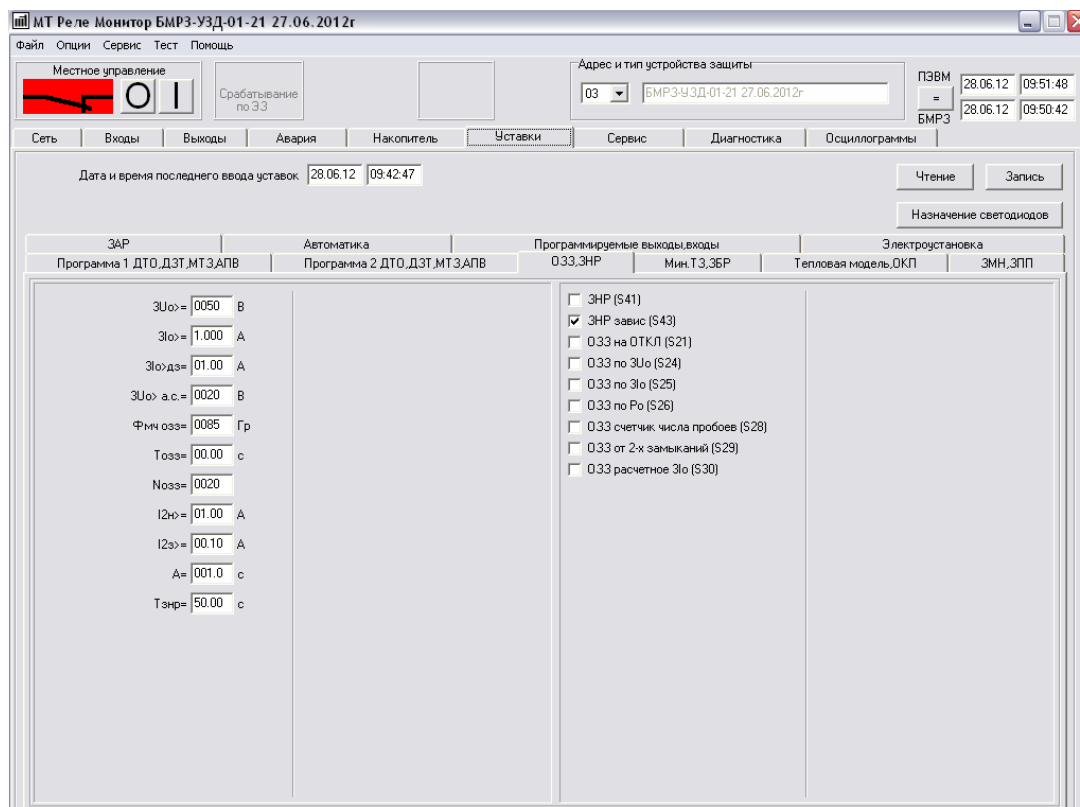 МТ Реле Монитор БМРЗ-УЗД-01-21 27.06.2012г
Файл Опции Сервис Тест Помощь
Местное управление
O I
Срабатывание
по ЭЗ
Адрес и тип устройства защиты
03 БМРЗ-УЗД-01-21 27.06.2012г
ПЭВМ 28.06.12 09:51:48
=
БМРЗ 28.06.12 09:50:42
Сеть Входы Выходы Авария Накопитель Уставки Сервис Диагностика Осциллограммы
Дата и время последнего ввода уставок 28.06.12 09:42:47
Чтение Запись
Назначение светодиодов
ЗАР Автоматика Программируемые выходы,входы Электроустановка
Программа 1 ДТО,ДЗТ,МТЗ,АПВ Программа 2 ДТО,ДЗТ,МТЗ,АПВ ОЗЗ,ЗНР Мин.ТЗ,ЗБР Тепловая модель,ОКП ЗМН,ЗПП
3Uo>= 0050 В
3Io>= 1.000 А
3Io>дз= 01.00 А
3Uo> а.с.= 0020 В
Фмч озз= 0085 Гр
Тозз= 00.00 с
Nозз= 0020
I2н>= 01.00 А
I2з>= 00.10 А
А= 001.0 с
Тзнр= 50.00 с
ЗНР (S41)
ЗНР завис (S43)
ОЗЗ на ОТКЛ (S21)
ОЗЗ по 3Uo (S24)
ОЗЗ по 3Io (S25)
ОЗЗ по Po (S26)
ОЗЗ счетчик числа пробоев (S28)
ОЗЗ от 2-х замыканий (S29)
ОЗЗ расчетное 3Io (S30)